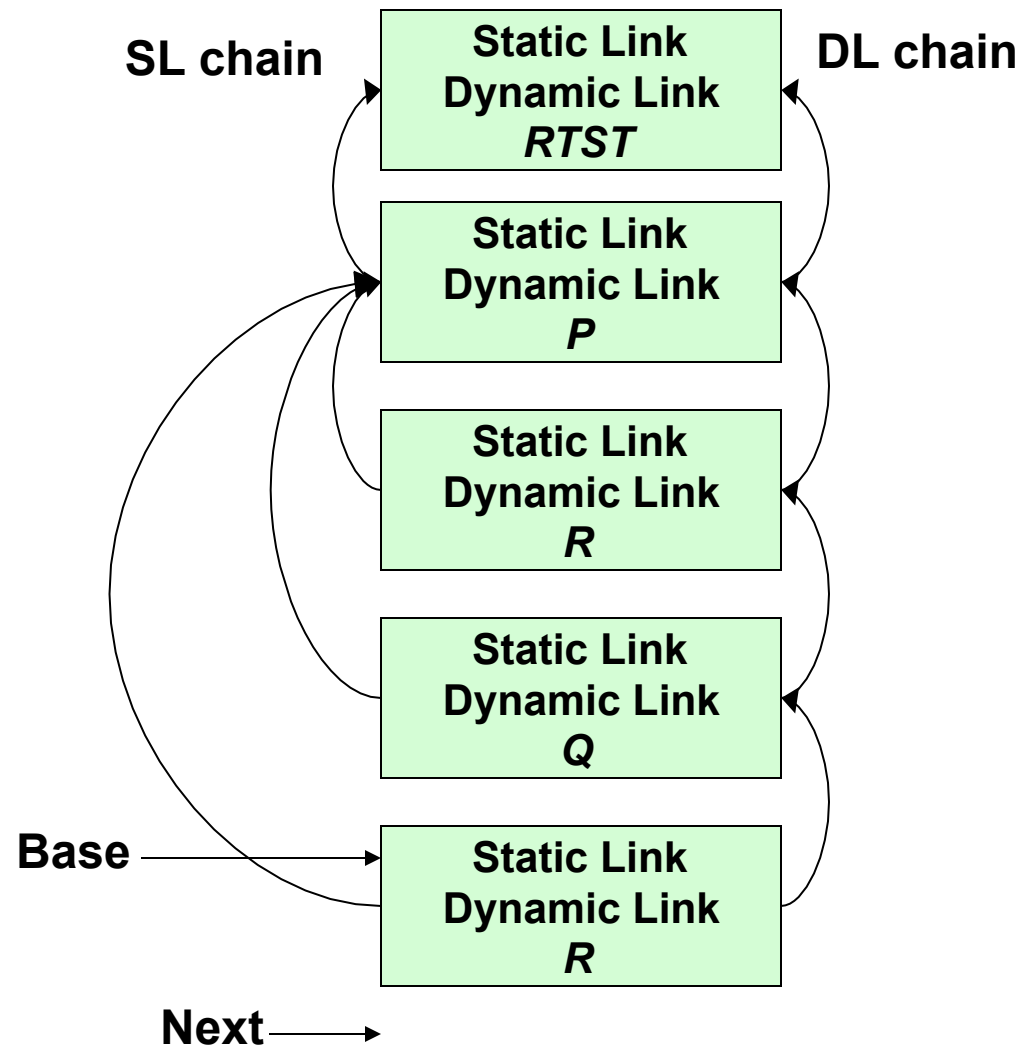 SL chain
DL chain
Static Link
Dynamic Link
RTST
Static Link
Dynamic Link
P
Static Link
Dynamic Link
R
Static Link
Dynamic Link
Q
Base
Static Link
Dynamic Link
R
Next